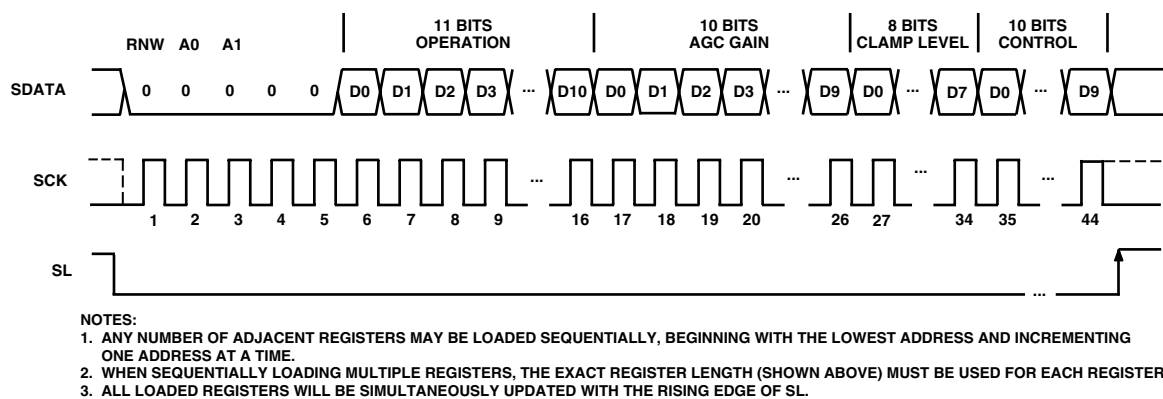 11 BITS OPERATION
10 BITS AGC GAIN
8 BITS CLAMP LEVEL
10 BITS CONTROL
RNW A0 A1
SDATA 0 0 0 0 0 D0 D1 D2 D3 ... D10 D0 D1 D2 D3 ... D9 D0 ... D7 D0 ... D9
SCK ... ... ... ...
1 2 3 4 5 6 7 8 9 16 17 18 19 20 26 27 34 35 44
SL ...
NOTES:
1. ANY NUMBER OF ADJACENT REGISTERS MAY BE LOADED SEQUENTIALLY, BEGINNING WITH THE LOWEST ADDRESS AND INCREMENTING
ONE ADDRESS AT A TIME.
2. WHEN SEQUENTIALLY LOADING MULTIPLE REGISTERS, THE EXACT REGISTER LENGTH (SHOWN ABOVE) MUST BE USED FOR EACH REGISTER
3. ALL LOADED REGISTERS WILL BE SIMULTANEOUSLY UPDATED WITH THE RISING EDGE OF SL.